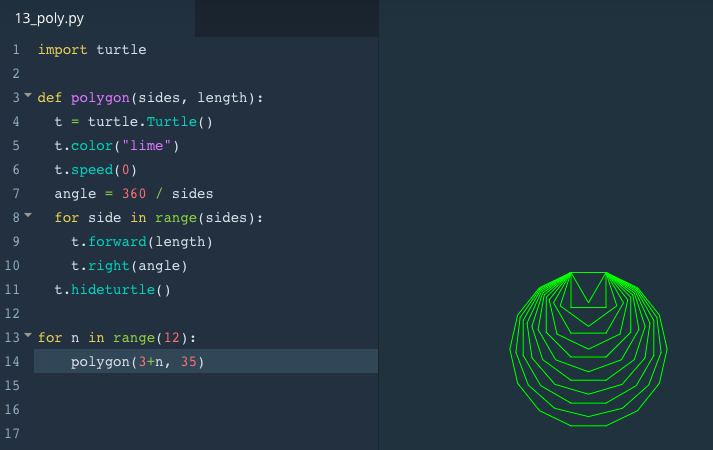 13_poly.py
1 import turtle
2
3 def polygon(sides, length):
4   t = turtle.Turtle()
5   t.color("lime")
6   t.speed(0)
7   angle = 360 / sides
8   for side in range(sides):
9     t.forward(length)
10     t.right(angle)
11   t.hideturtle()
12
13 for n in range(12):
14     polygon(3+n, 35)
15
16
17